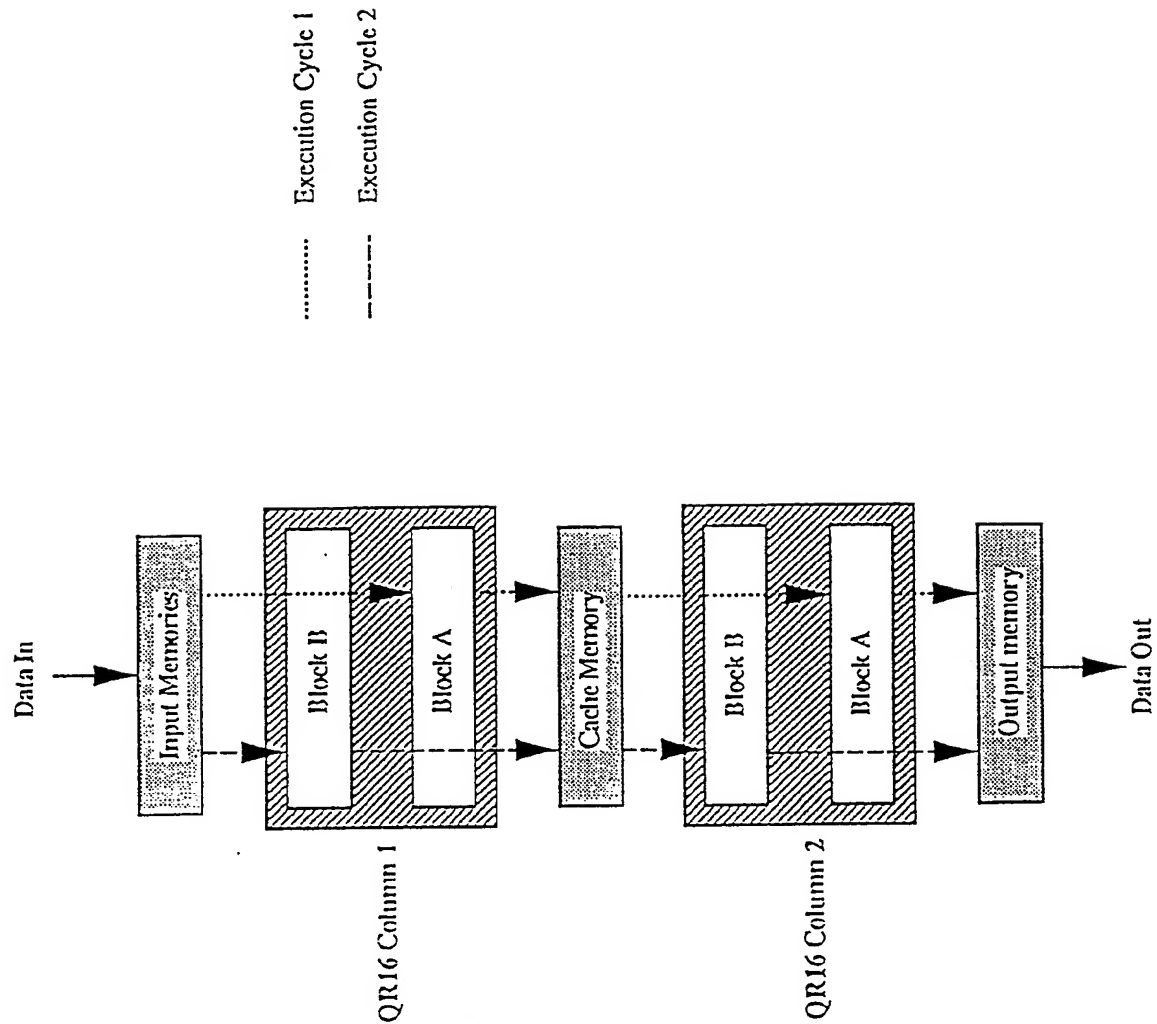 Data In
Input Memories
Execution Cycle 1
Execution Cycle 2
QR16 Column 1
Block B
Block A
Cache Memory
QR16 Column 2
Block B
Block A
Output memory
Data Out